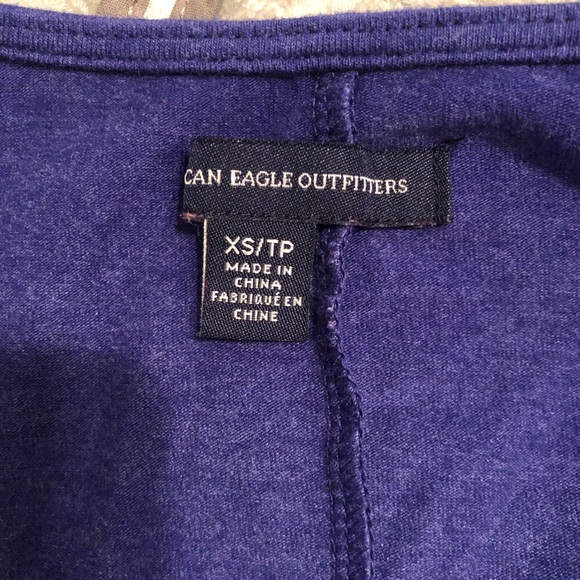 CAN EAGLE OUTFITTERS
XS/TP
MADE IN
CHINA
FABRIQUÉ EN
CHINE